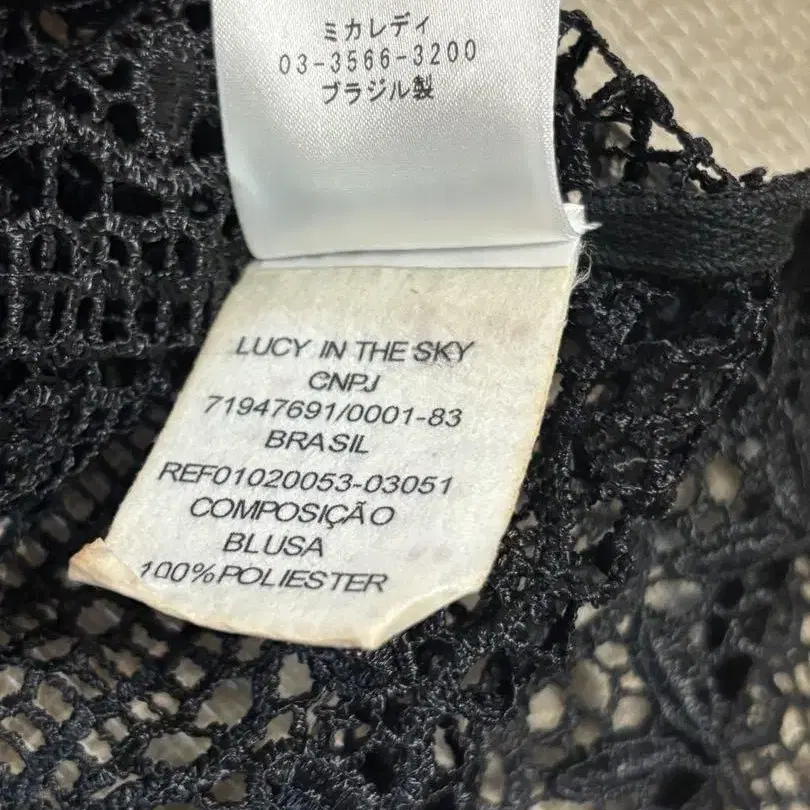 ミカレディ
03-3566-3200
ブラジル製
LUCY IN THE SKY
CNPJ
71947691/0001-83
BRASIL
REF01020053-03051
COMPOSIÇÃO
BLUSA
100%POLIESTER